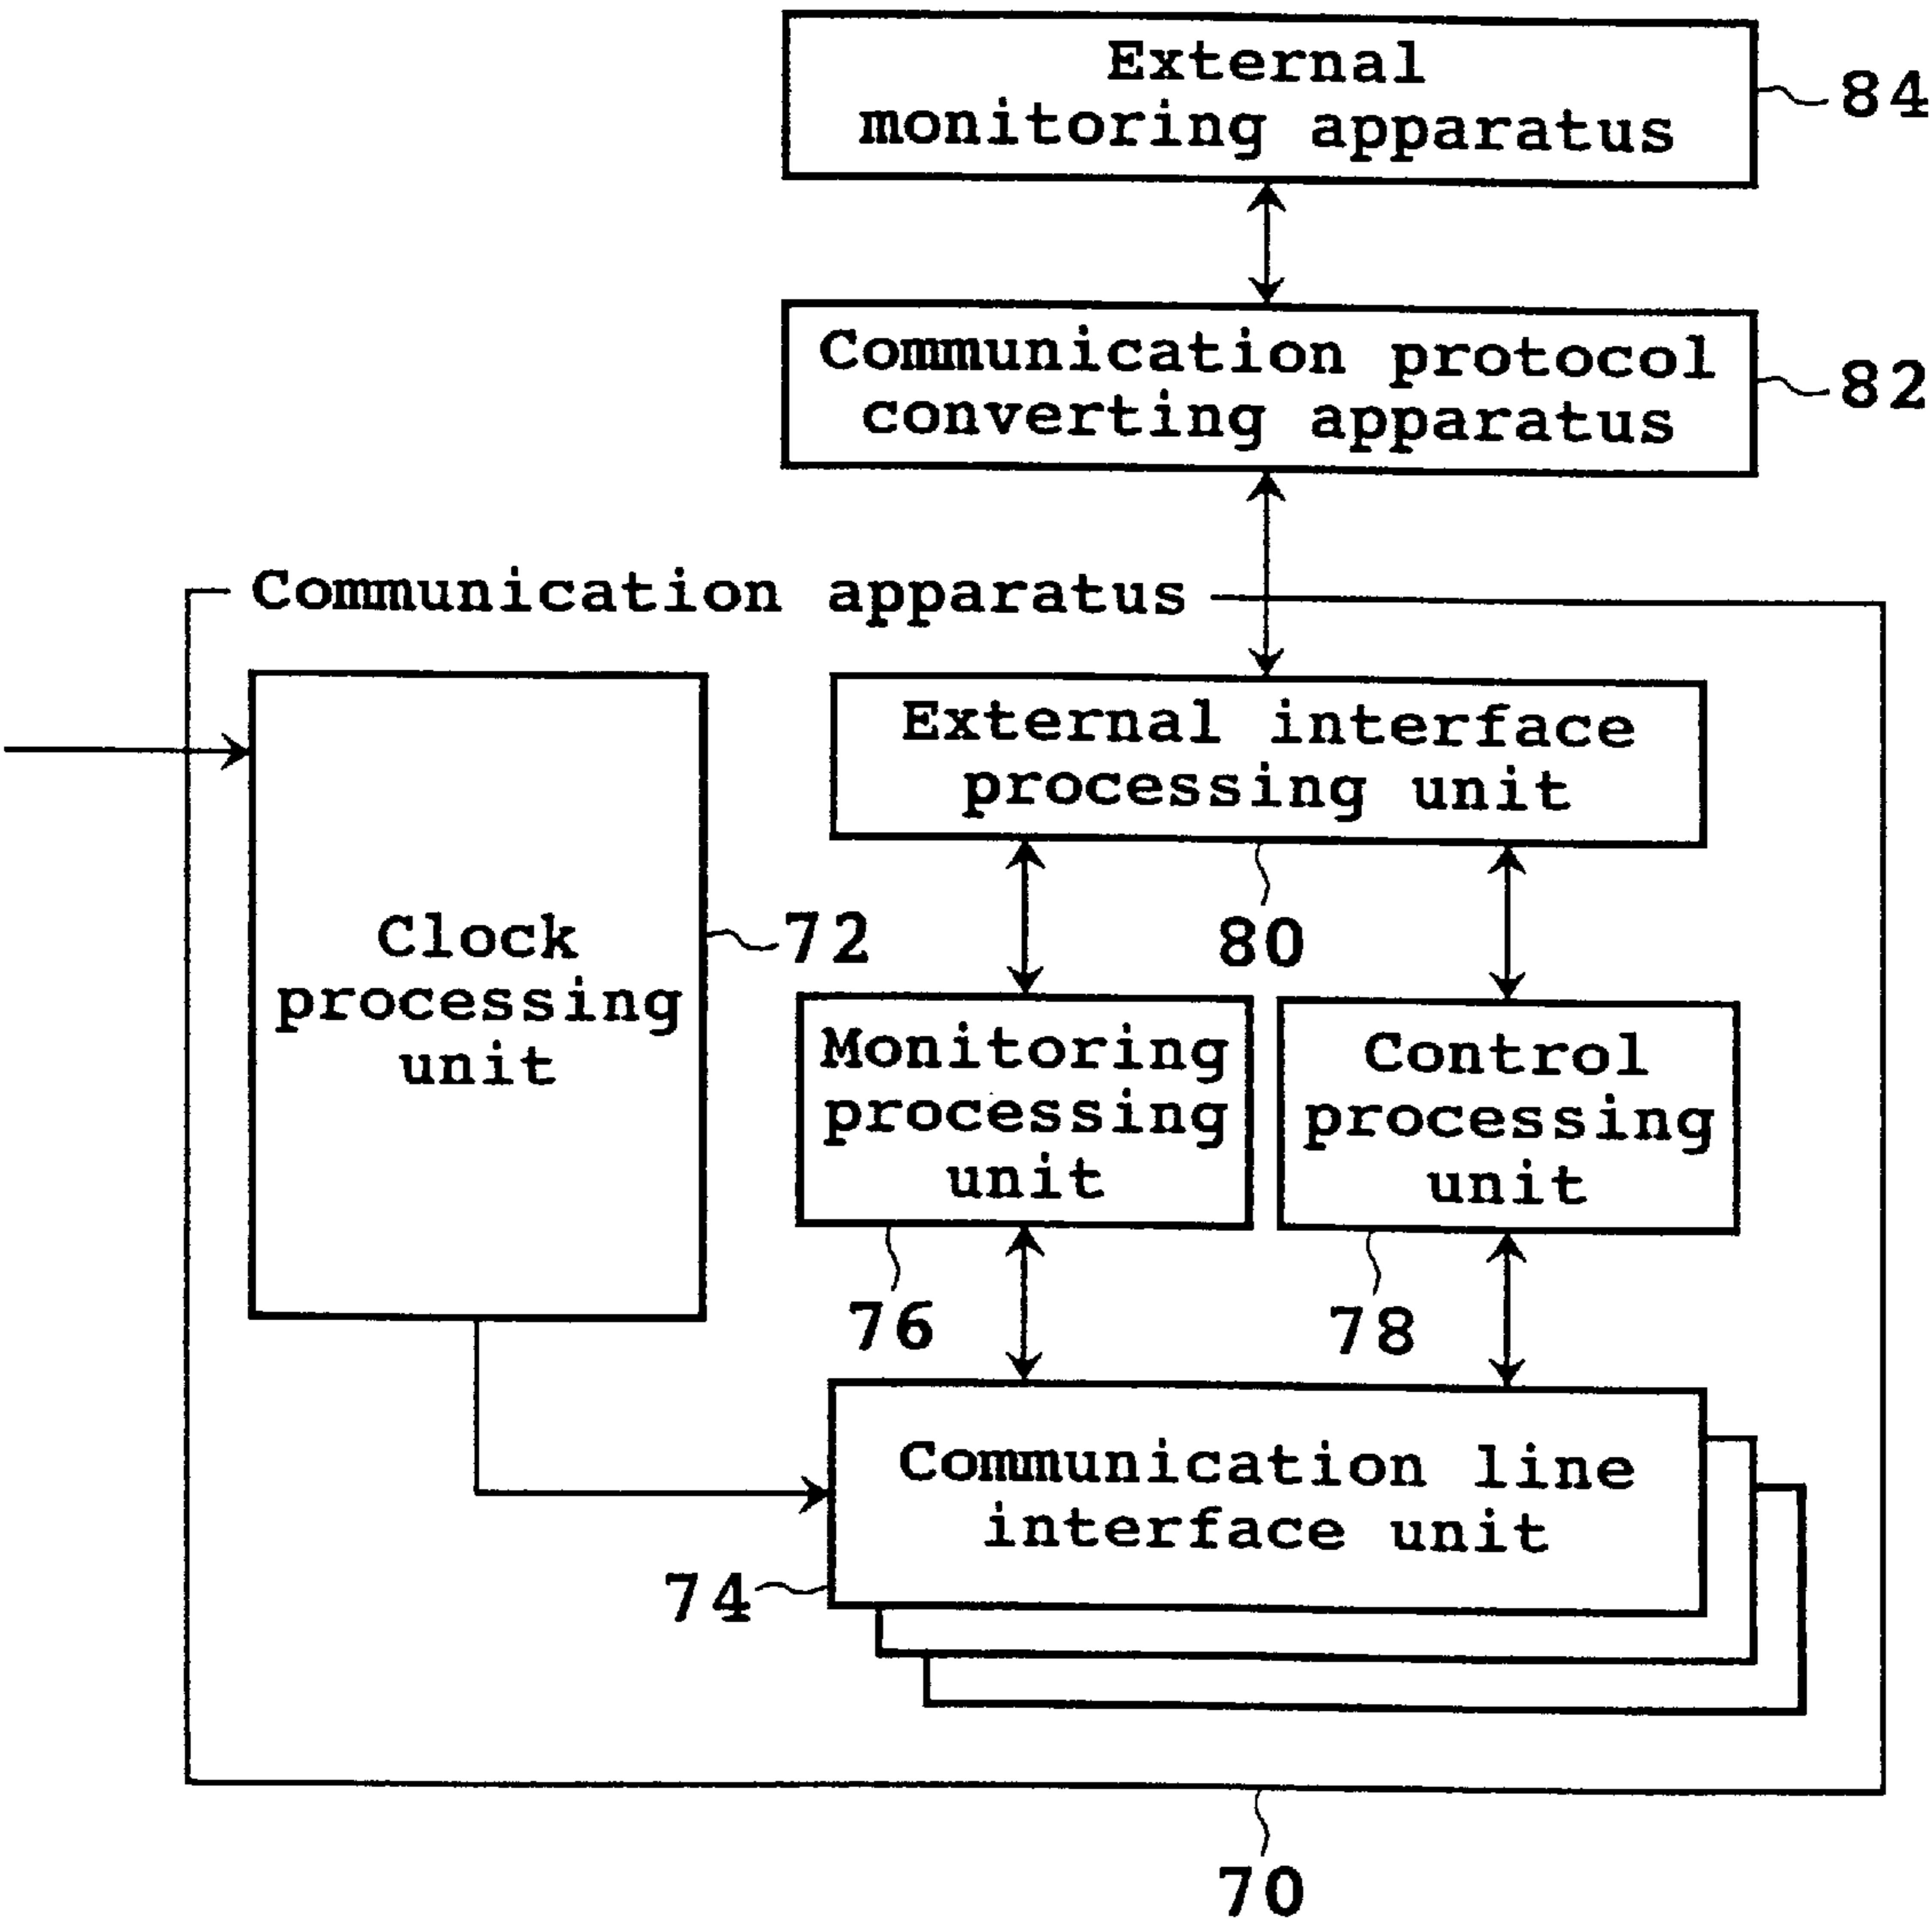 External
monitoring apparatus
84
Communication protocol
converting apparatus
82
Communication apparatus
External interface
processing unit
80
Clock
processing
unit
72
Monitoring
processing
unit
76
Control
processing
unit
78
Communication line
interface unit
74
70